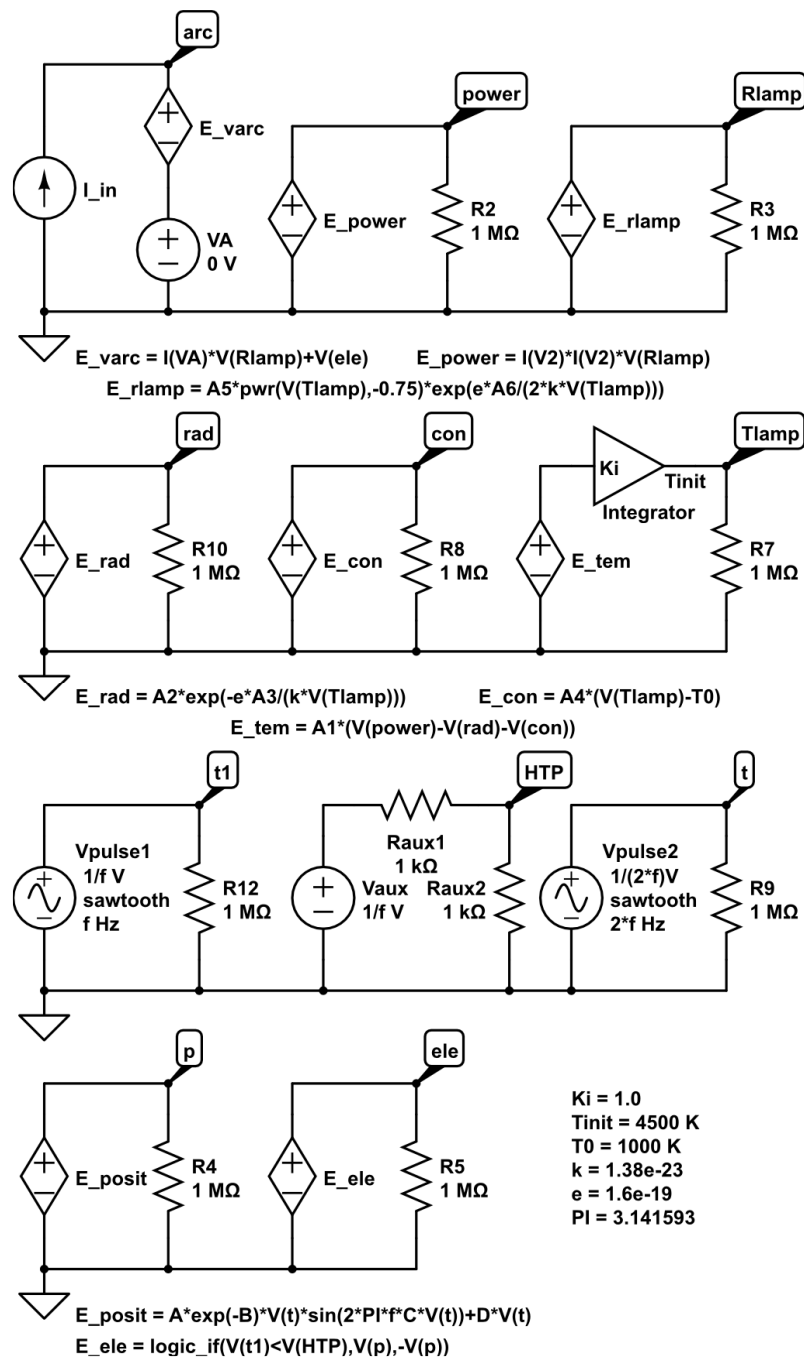 arc
power
Rlamp
E_varc
I_in
E_power
R2
1 MΩ
E_rlamp
R3
1 MΩ
VA
0 V
E_varc = I(VA)*V(Rlamp)+V(ele)
E_power = I(V2)*I(V2)*V(Rlamp)
E_rlamp = A5*pwr(V(Tlamp),-0.75)*exp(e*A6/(2*k*V(Tlamp)))
rad
con
Tlamp
Ki
Tinit
Integrator
E_rad
R10
1 MΩ
E_con
R8
1 MΩ
E_tem
R7
1 MΩ
E_rad = A2*exp(-e*A3/(k*V(Tlamp)))
E_con = A4*(V(Tlamp)-T0)
E_tem = A1*(V(power)-V(rad)-V(con))
t1
HTP
t
Vpulse1
1/f V
sawtooth
f Hz
R12
1 MΩ
Raux1
1 kΩ
Vaux
1/f V
Raux2
1 kΩ
Vpulse2
1/(2*f)V
sawtooth
2*f Hz
R9
1 MΩ
p
ele
E_posit
R4
1 MΩ
E_ele
R5
1 MΩ
Ki = 1.0
Tinit = 4500 K
T0 = 1000 K
k = 1.38e-23
e = 1.6e-19
PI = 3.141593
E_posit = A*exp(-B)*V(t)*sin(2*PI*f*C*V(t))+D*V(t)
E_ele = logic_if(V(t1)<V(HTP),V(p),-V(p))